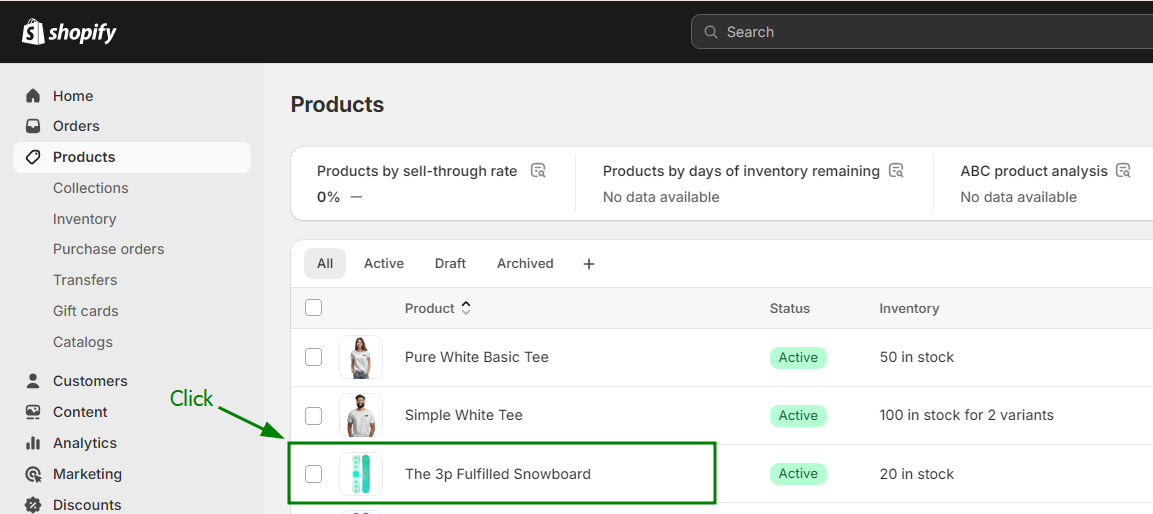 shopify
Search
Home
Orders
Products
Collections
Inventory
Purchase orders
Transfers
Gift cards
Catalogs
Customers
Content
Analytics
Marketing
Discounts
Click
Products
Products by sell-through rate
0% —
Products by days of inventory remaining
No data available
ABC product analysis
No data available
All Active Draft Archived +
Product Status Inventory
Pure White Basic Tee Active 50 in stock
Simple White Tee Active 100 in stock for 2 variants
The 3p Fulfilled Snowboard Active 20 in stock